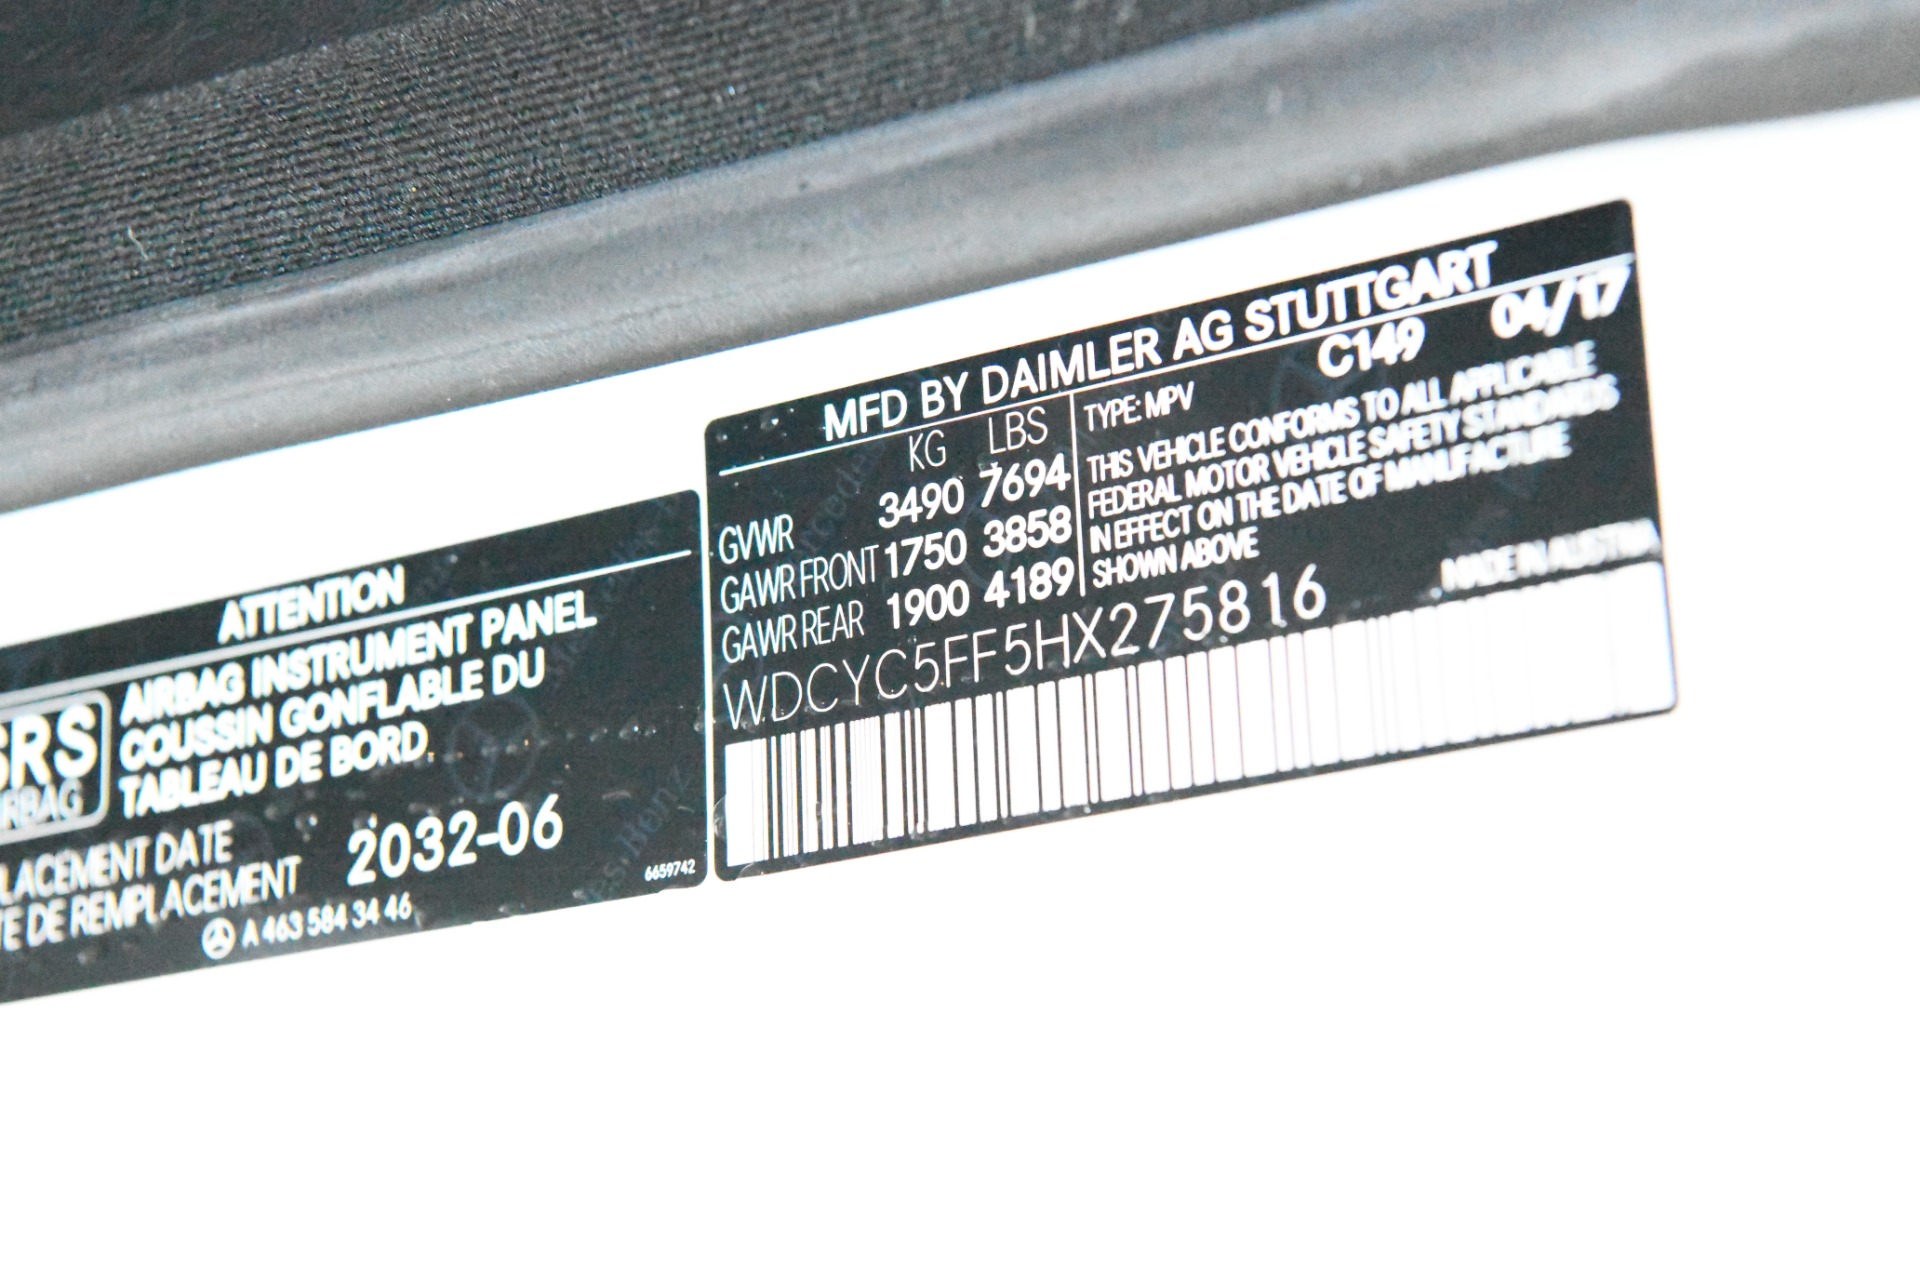 MFD BY DAIMLER AG STUTTGART
KG LBS
GVWR 3490 7694
GAWR FRONT 1750 3858
GAWR REAR 1900 4189
TYPE: MPV C149 04/17
THIS VEHICLE CONFORMS TO ALL APPLICABLE
FEDERAL MOTOR VEHICLE SAFETY STANDARDS
IN EFFECT ON THE DATE OF MANUFACTURE
SHOWN ABOVE
MADE IN AUSTRIA
WDCYC5FF5HX275816
ATTENTION
SRS
AIRBAG INSTRUMENT PANEL
COUSSIN GONFLABLE DU
TABLEAU DE BORD.
LACEMENT DATE
TE DE REMPLACEMENT
2032-06
A 463 584 34 46
6659742